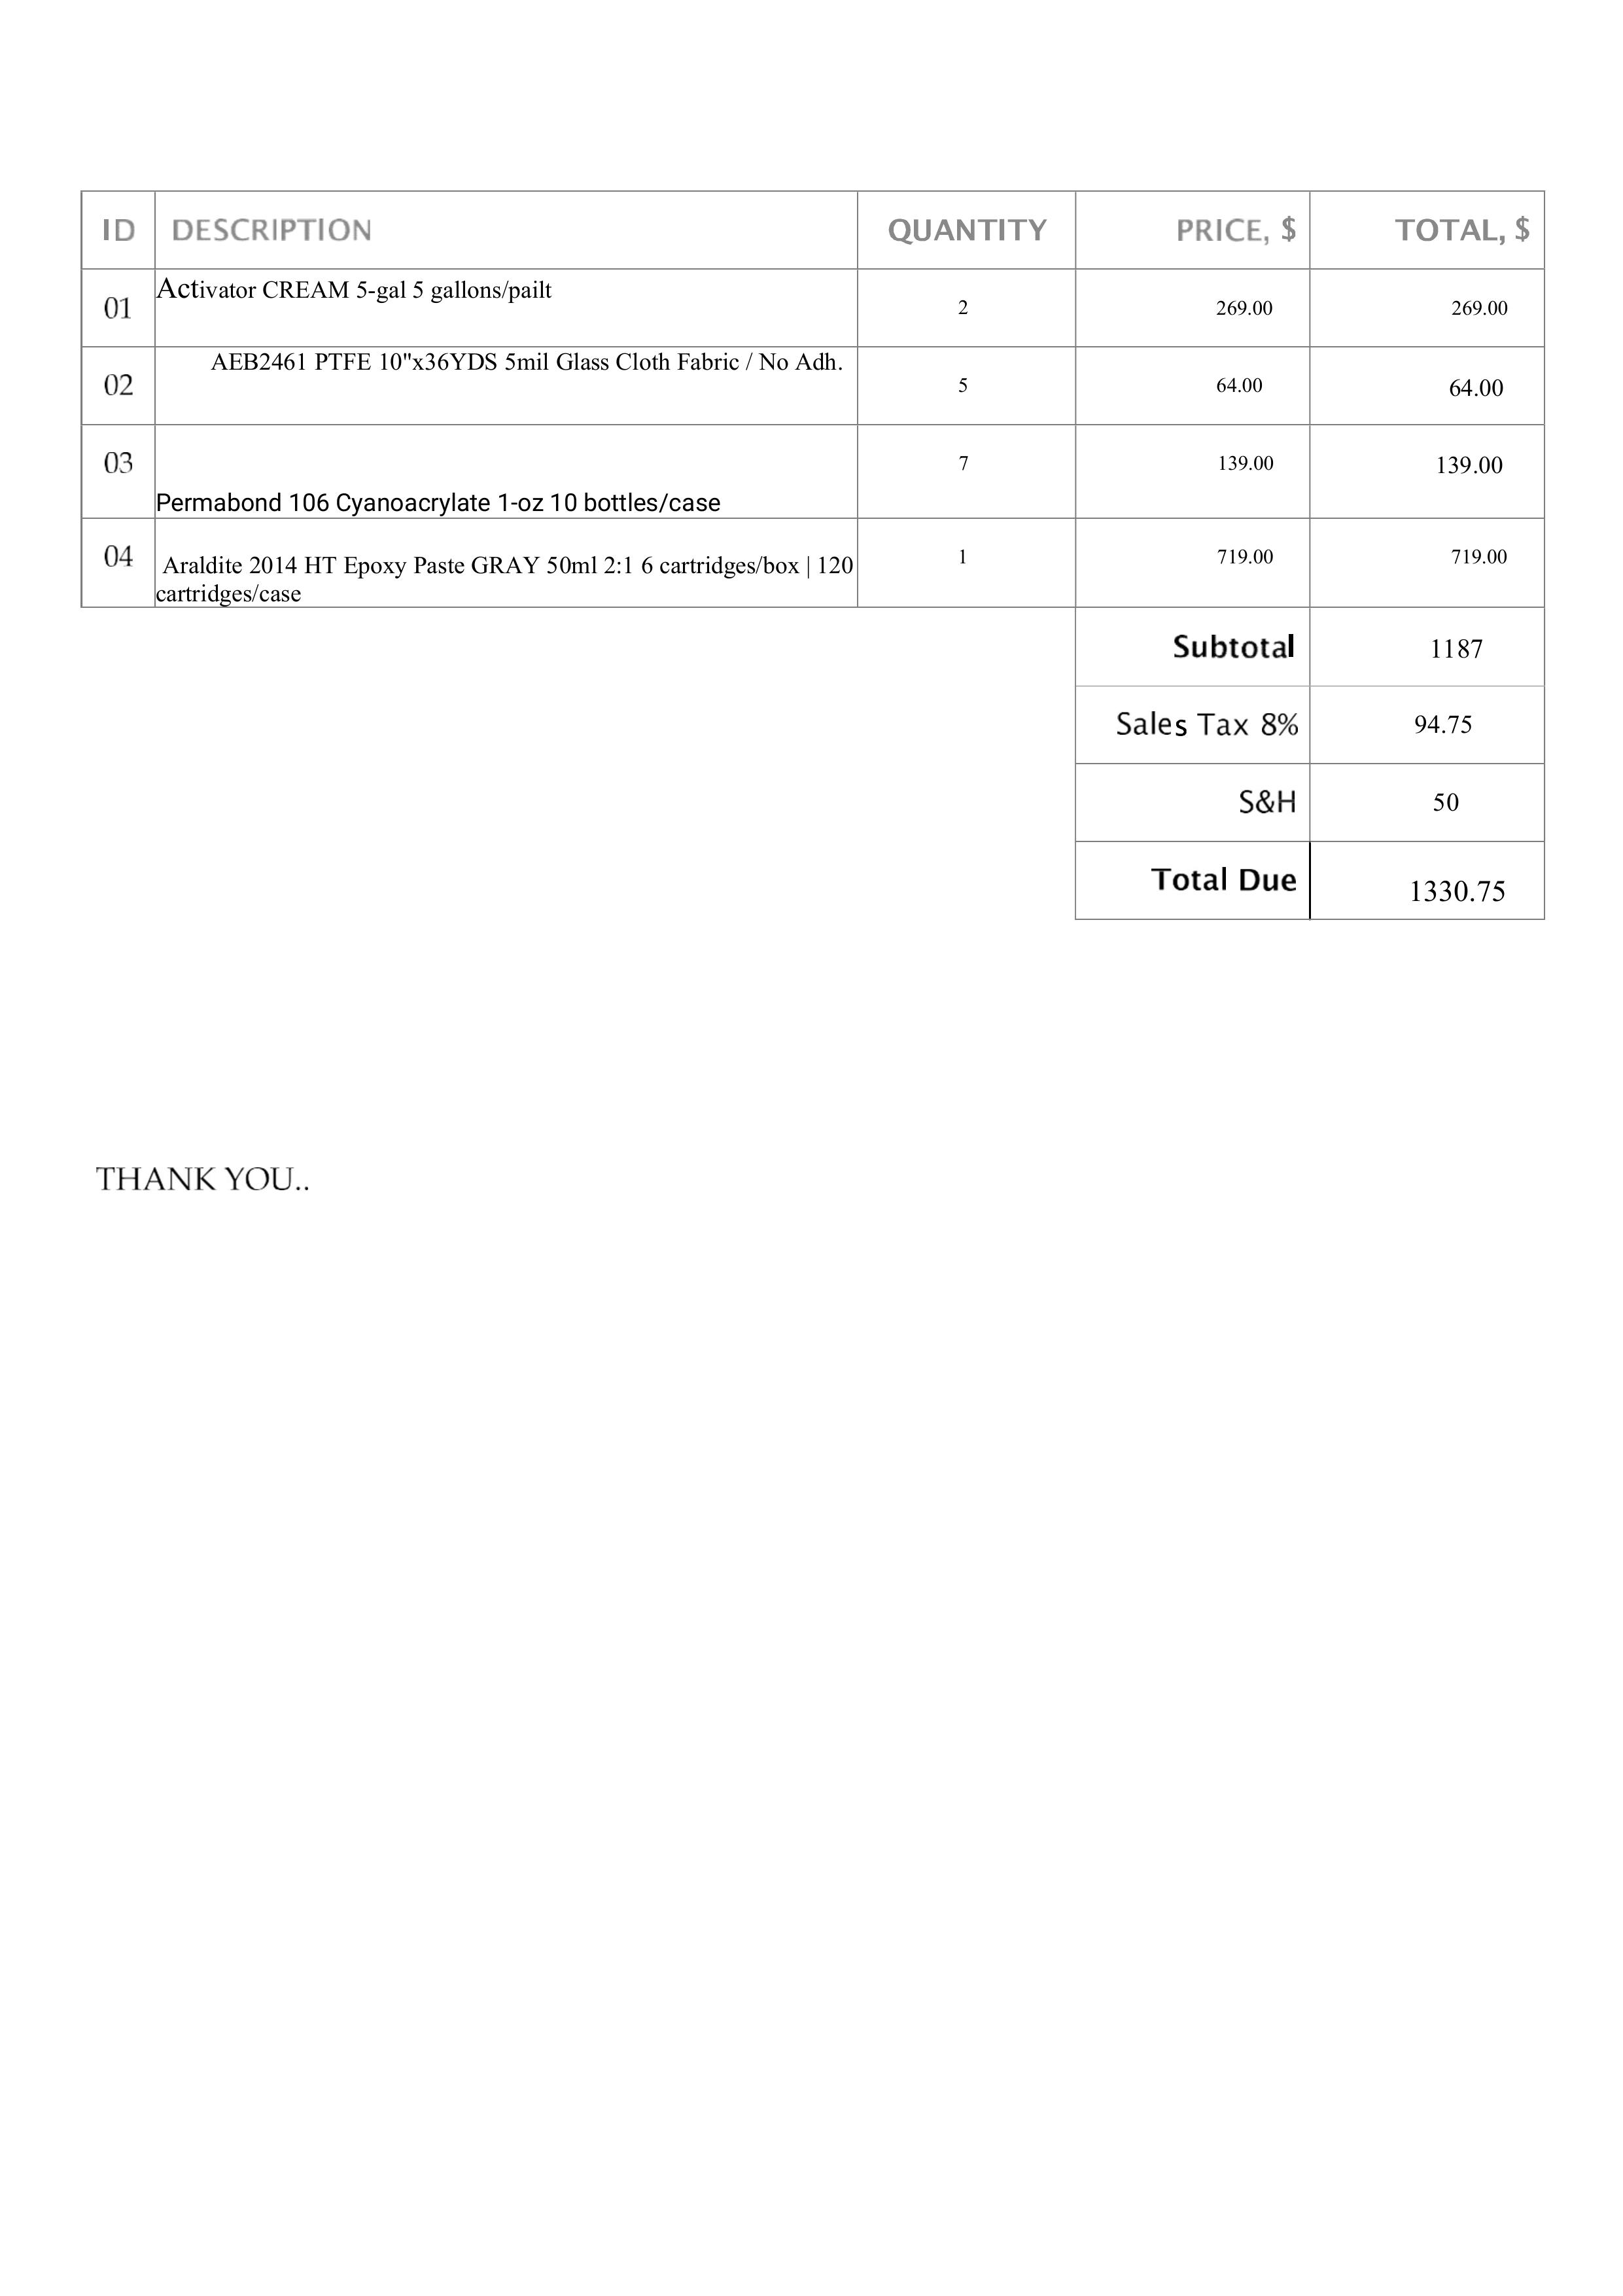 ID DESCRIPTION QUANTITY PRICE, $ TOTAL, $
01 Activator CREAM 5-gal 5 gallons/pailt 2 269.00 269.00
02 AEB2461 PTFE 10"x36YDS 5mil Glass Cloth Fabric / No Adh. 5 64.00 64.00
03 Permabond 106 Cyanoacrylate 1-oz 10 bottles/case 7 139.00 139.00
04 Araldite 2014 HT Epoxy Paste GRAY 50ml 2:1 6 cartridges/box | 120 1 719.00 719.00
cartridges/case
Subtotal 1187
Sales Tax 8% 94.75
S&H 50
Total Due 1330.75
THANK YOU..